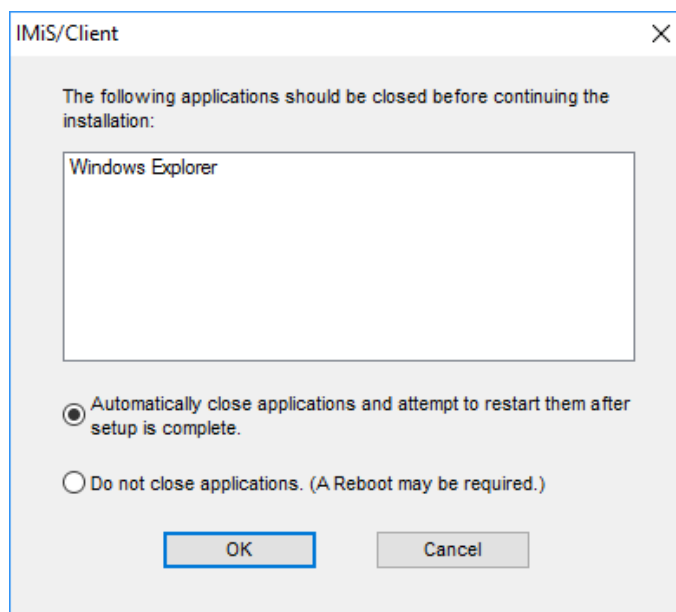 IMiS/Client
The following applications should be closed before continuing the
installation:
Windows Explorer
Automatically close applications and attempt to restart them after
setup is complete.
Do not close applications. (A Reboot may be required.)
OK
Cancel